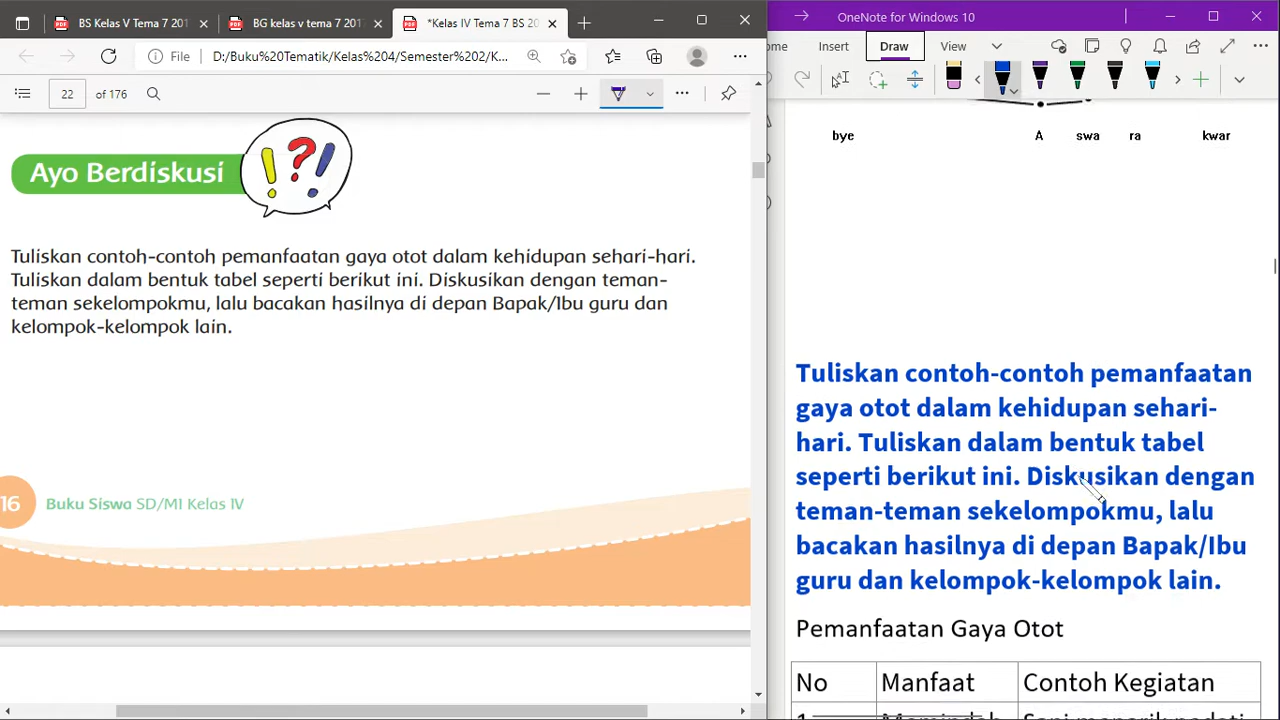 BS Kelas V Tema 7 201
BG kelas v tema 7 201
*Kelas IV Tema 7 BS 20
File
D:/Buku%20Tematik/Kelas%204/Semester%202/K...
22 of 176
Ayo Berdiskusi
Tuliskan contoh-contoh pemanfaatan gaya otot dalam kehidupan sehari-hari.
Tuliskan dalam bentuk tabel seperti berikut ini. Diskusikan dengan teman-
teman sekelompokmu, lalu bacakan hasilnya di depan Bapak/Ibu guru dan
kelompok-kelompok lain.
16 Buku Siswa SD/MI Kelas IV
OneNote for Windows 10
ome Insert Draw View
bye A swa ra kwar
Tuliskan contoh-contoh pemanfaatan
gaya otot dalam kehidupan sehari-
hari. Tuliskan dalam bentuk tabel
seperti berikut ini. Diskusikan dengan
teman-teman sekelompokmu, lalu
bacakan hasilnya di depan Bapak/Ibu
guru dan kelompok-kelompok lain.
Pemanfaatan Gaya Otot
No Manfaat Contoh Kegiatan